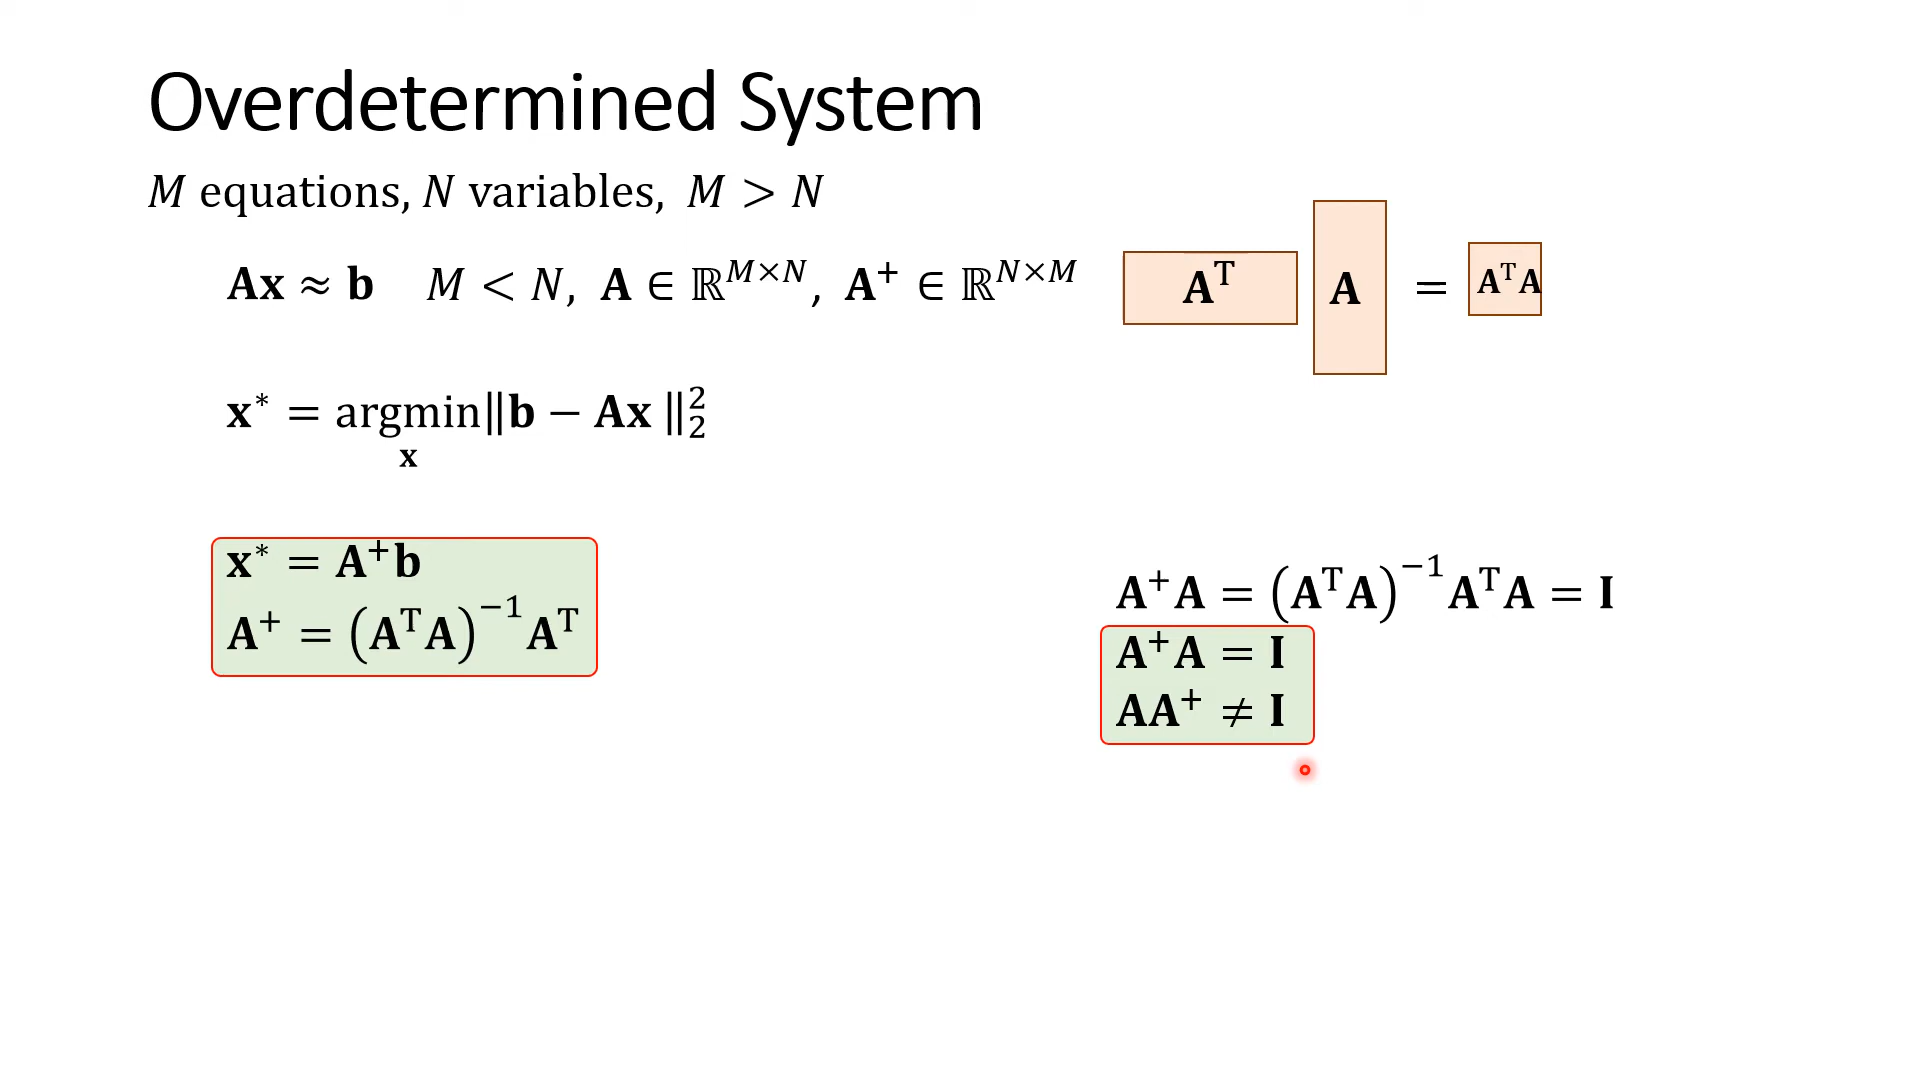 Overdetermined System
M equations, N variables, M > N
Ax ≈ b M < N, A ∈ ℝ^{M×N}, A⁺ ∈ ℝ^{N×M}
Aᵀ A = AᵀA
x* = argmin‖b − Ax‖₂²
x
x* = A⁺b
A⁺ = (AᵀA)⁻¹Aᵀ
A⁺A = (AᵀA)⁻¹AᵀA = I
A⁺A = I
AA⁺ ≠ I